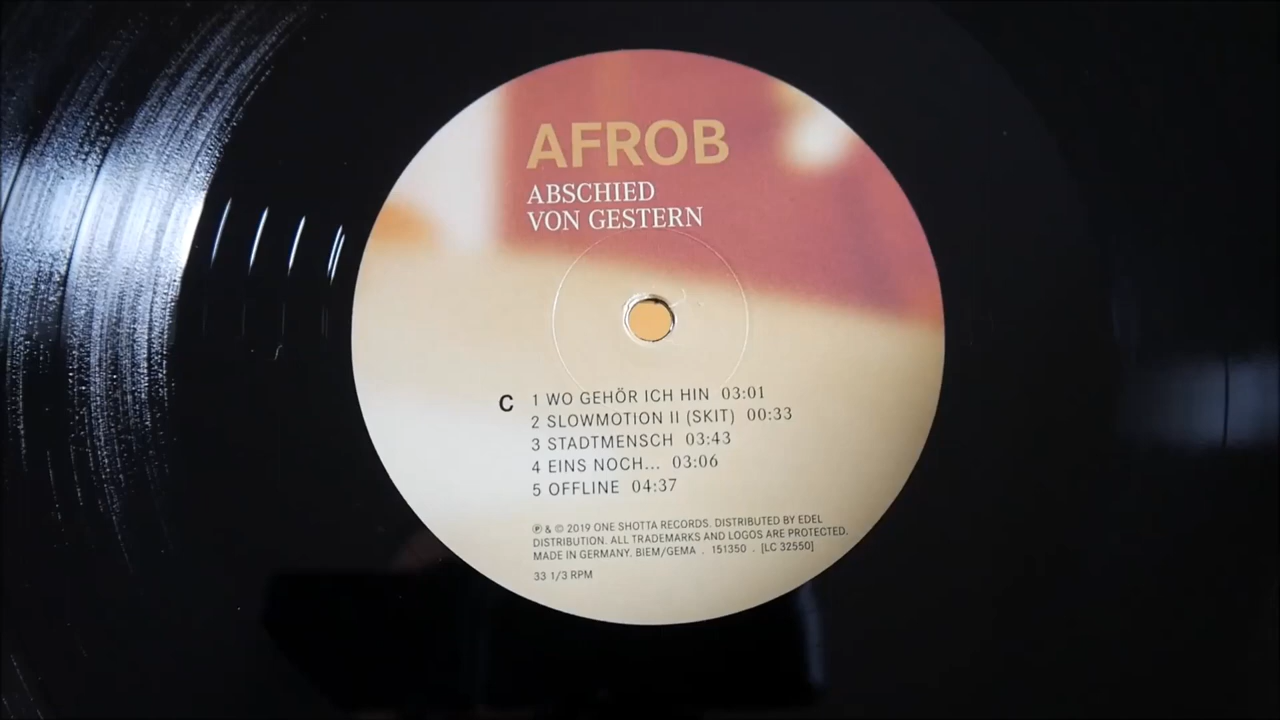 AFROB
ABSCHIED
VON GESTERN
C
1 WO GEHÖR ICH HIN 03:01
2 SLOWMOTION II (SKIT) 00:33
3 STADTMENSCH 03:43
4 EINS NOCH... 03:06
5 OFFLINE 04:37
℗ & © 2019 ONE SHOTTA RECORDS. DISTRIBUTED BY EDEL
DISTRIBUTION. ALL TRADEMARKS AND LOGOS ARE PROTECTED.
MADE IN GERMANY. BIEM/GEMA . 151350 . [LC 32550]
33 1/3 RPM